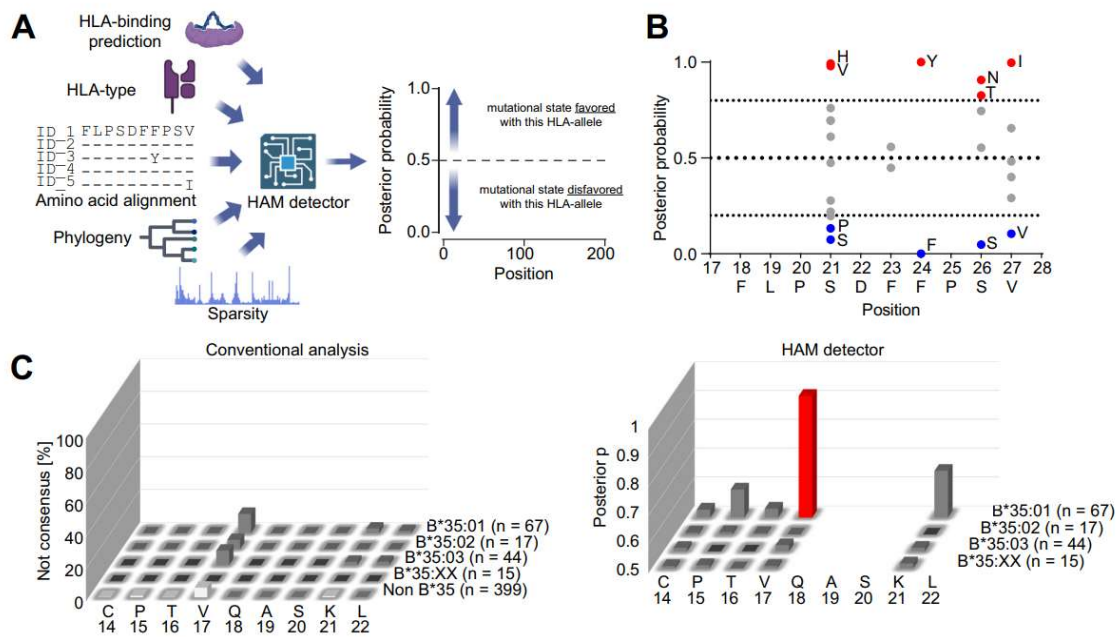 A
HLA-binding
prediction
HLA-type
ID_1 FLPSDFFPSV
ID_2 ----------
ID_3 ------Y---
ID_4 ----------
ID_5 ---------I
Amino acid alignment
Phylogeny
Sparsity
HAM detector
Posterior probability
1.0
0.5
0.0
mutational state favored
with this HLA-allele
mutational state disfavored
with this HLA-allele
0 100 200
Position
B
Posterior probability
1.0
0.5
0.0
H
V
Y
N
T
I
P
S
F
S
V
17 18 19 20 21 22 23 24 25 26 27 28
F L P S D F F P S V
Position
C
Conventional analysis
Not consensus [%]
100
80
60
40
20
0
B*35:01 (n = 67)
B*35:02 (n = 17)
B*35:03 (n = 44)
B*35:XX (n = 15)
Non B*35 (n = 399)
C P T V Q A S K L
14 15 16 17 18 19 20 21 22
HAM detector
Posterior p
1
0.9
0.8
0.7
0.6
0.5
B*35:01 (n = 67)
B*35:02 (n = 17)
B*35:03 (n = 44)
B*35:XX (n = 15)
C P T V Q A S K L
14 15 16 17 18 19 20 21 22